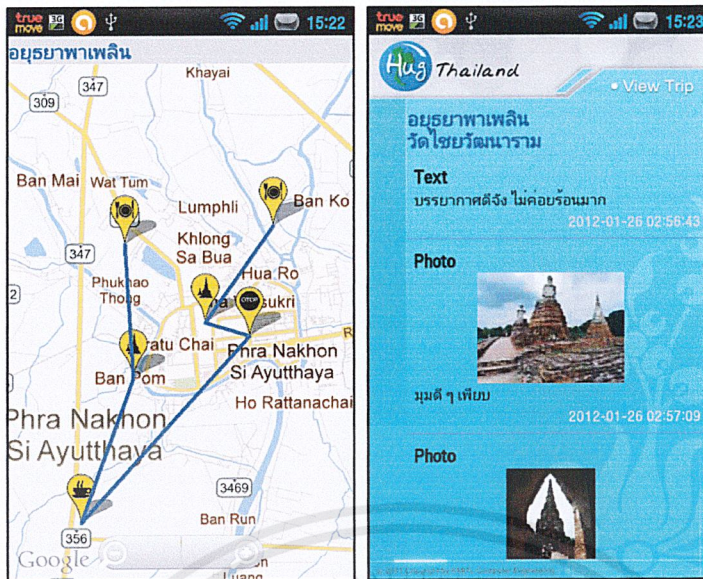 true
move
3G
15:22
อยุธยาพาเพลิน
Khayai
347
309
Ban Mai
Wat Tum
Ban Ko
Lumphli
Khlong
Sa Bua
347
Hua Ro
Phukhao
Thong
OTOP
atu Chai
Phra Nakhon
Si Ayutthaya
Ban Pom
Ho Rattanachai
Phra Nakhon
Si Ayutthaya
3469
356
Ban Run
Google
Luang
true
move
3G
15:23
Hug Thailand
• View Trip
อยุธยาพาเพลิน
วัดไชยวัฒนาราม
Text
บรรยากาศดีจัง ไม่ค่อยร้อนมาก
2012-01-26 02:56:43
Photo
มุมดี ๆ เพียบ
2012-01-26 02:57:09
Photo